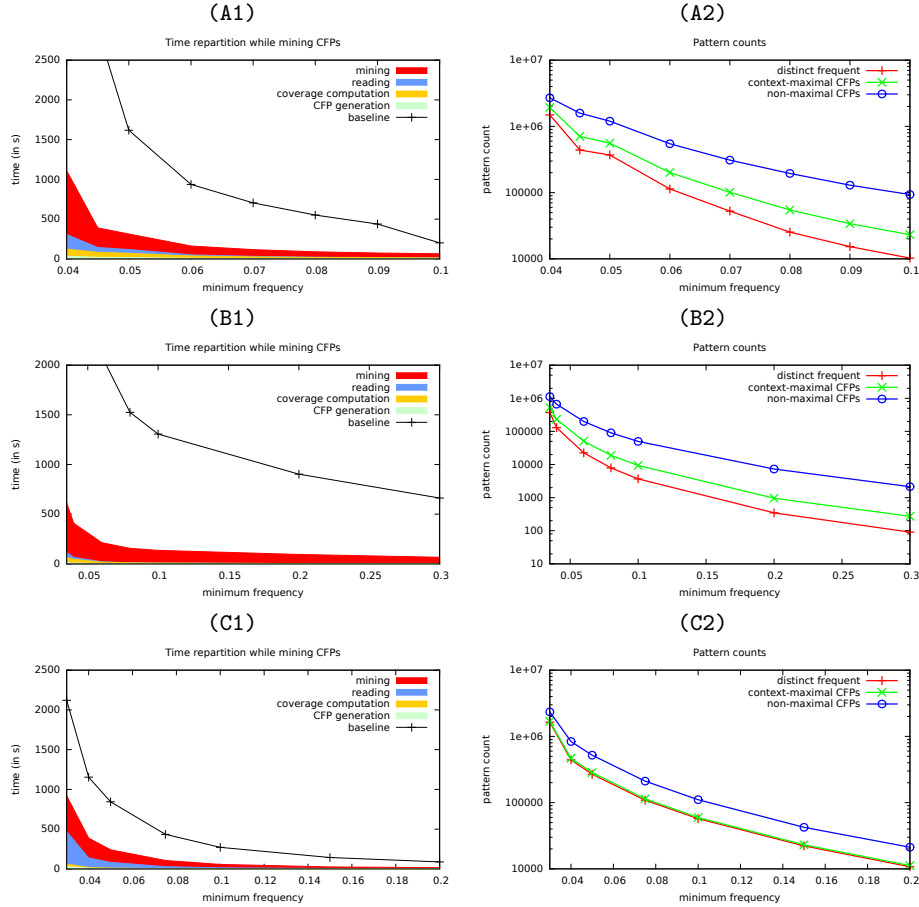 (A1)
Time repartition while mining CFPs
2500
2000
1500
1000
500
0
time (in s)
mining
reading
coverage computation
CFP generation
baseline
0.04 0.05 0.06 0.07 0.08 0.09 0.1
minimum frequency
(A2)
Pattern counts
1e+07
1e+06
100000
10000
pattern count
distinct frequent
context-maximal CFPs
non-maximal CFPs
0.04 0.05 0.06 0.07 0.08 0.09 0.1
minimum frequency
(B1)
Time repartition while mining CFPs
2000
1500
1000
500
0
time (in s)
mining
reading
coverage computation
CFP generation
baseline
0.05 0.1 0.15 0.2 0.25 0.3
minimum frequency
(B2)
Pattern counts
1e+07
1e+06
100000
10000
1000
100
10
pattern count
distinct frequent
context-maximal CFPs
non-maximal CFPs
0.05 0.1 0.15 0.2 0.25 0.3
minimum frequency
(C1)
Time repartition while mining CFPs
2500
2000
1500
1000
500
0
time (in s)
mining
reading
coverage computation
CFP generation
baseline
0.04 0.06 0.08 0.1 0.12 0.14 0.16 0.18 0.2
minimum frequency
(C2)
Pattern counts
1e+07
1e+06
100000
10000
pattern count
distinct frequent
context-maximal CFPs
non-maximal CFPs
0.04 0.06 0.08 0.1 0.12 0.14 0.16 0.18 0.2
minimum frequency